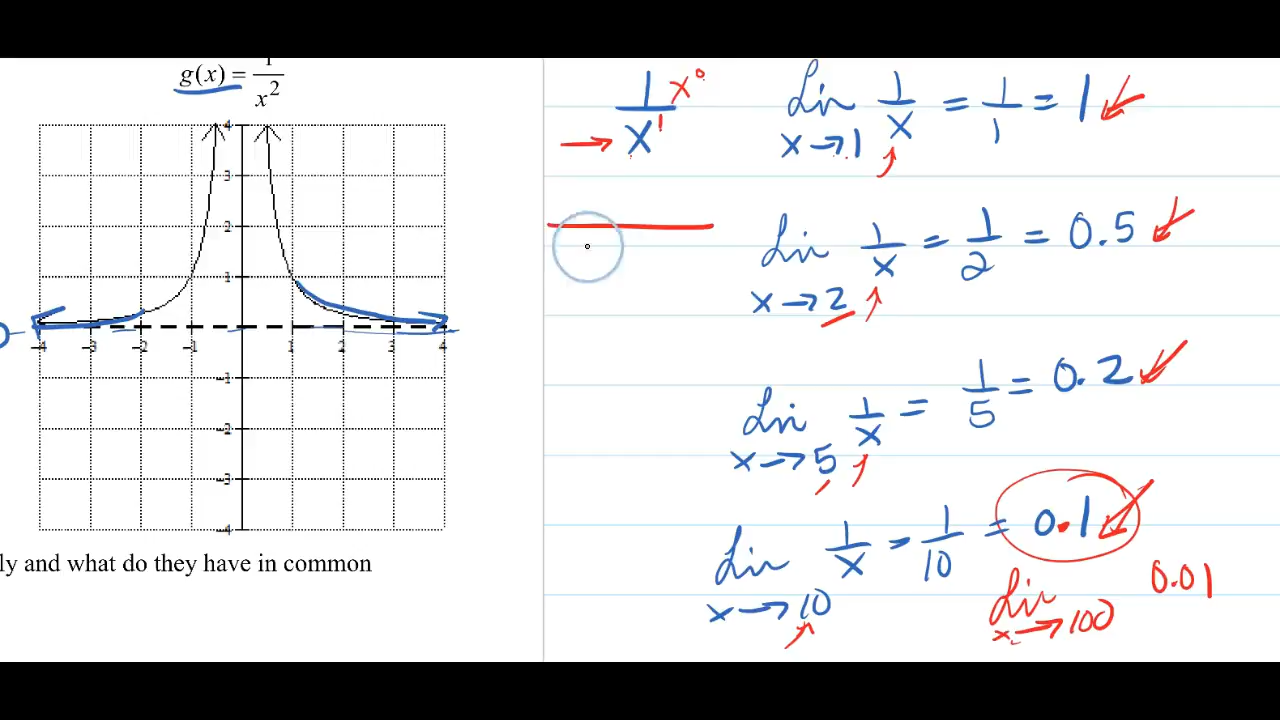 g(x) = 1/x²
4
3
2
1
-4 -3 -2 -1 1 2 3 4
-1
-2
-3
-4
ly and what do they have in common
1x⁰/x¹
Lim x→1 1/x = 1/1 = 1
Lim x→2 1/x = 1/2 = 0.5
Lim x→5 1/x = 1/5 = 0.2
Lim x→10 1/x = 1/10 = 0.1
Lim x→100 0.01